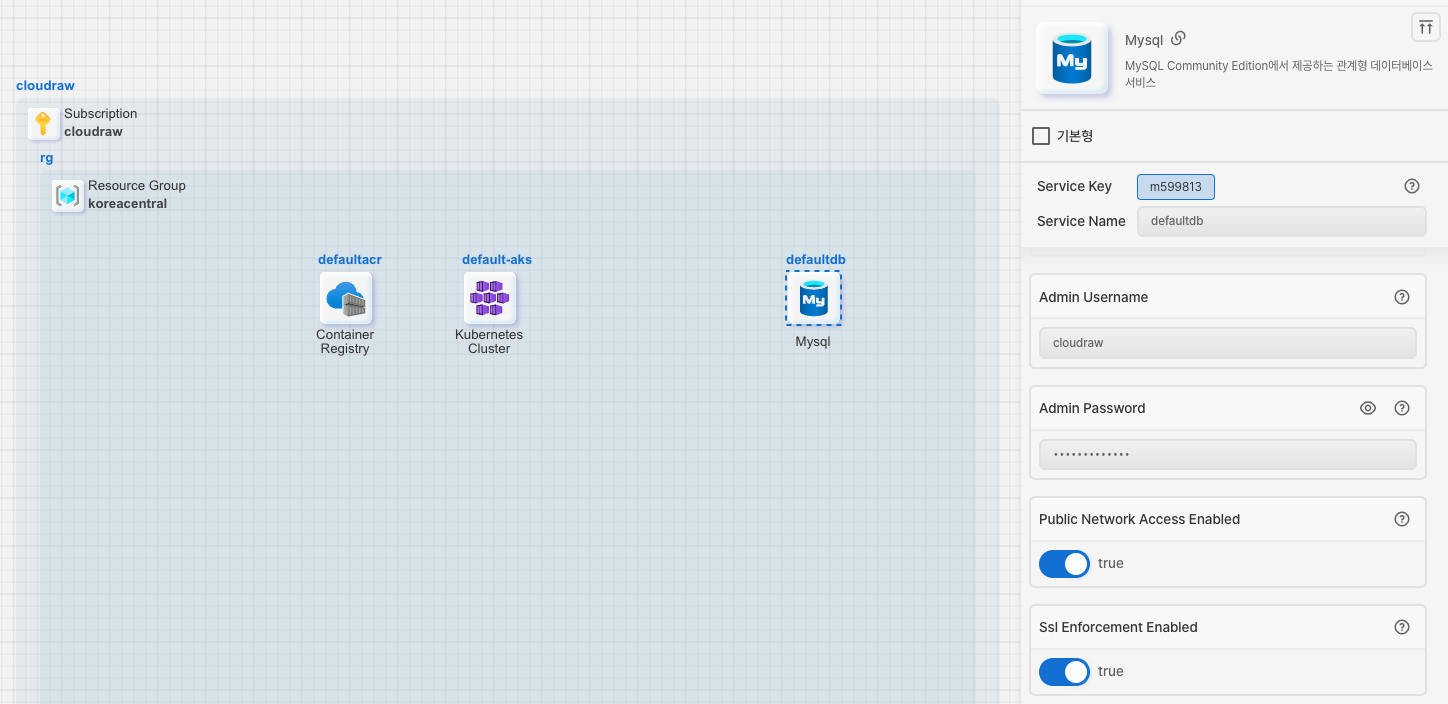 cloudraw
Subscription
cloudraw
rg
Resource Group
koreacentral
defaultacr
Container
Registry
default-aks
Kubernetes
Cluster
defaultdb
My
Mysql
My
Mysql
MySQL Community Edition에서 제공하는 관계형 데이터베이스
서비스
기본형
Service Key
m599813
Service Name
defaultdb
Admin Username
cloudraw
Admin Password
•••••••••••••
Public Network Access Enabled
true
Ssl Enforcement Enabled
true